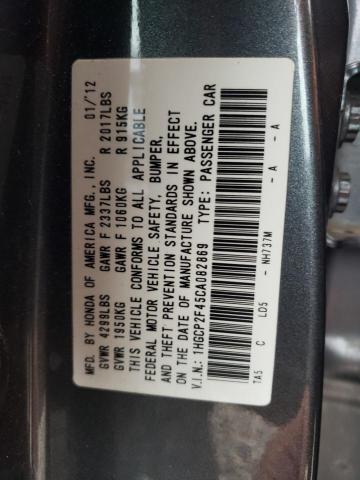 MFD. BY HONDA OF AMERICA MFG., INC. 01/'12
GVWR 4299LBS GAWR F 2337LBS R 2017LBS
GVWR 1950KG GAWR F 1060KG R 915KG
THIS VEHICLE CONFORMS TO ALL APPLICABLE
FEDERAL MOTOR VEHICLE SAFETY, BUMPER,
AND THEFT PREVENTION STANDARDS IN EFFECT
ON THE DATE OF MANUFACTURE SHOWN ABOVE.
V.I.N.: 1HGCP2F45CA082869 TYPE: PASSENGER CAR
TA5 C L05 - NH737M - A - A